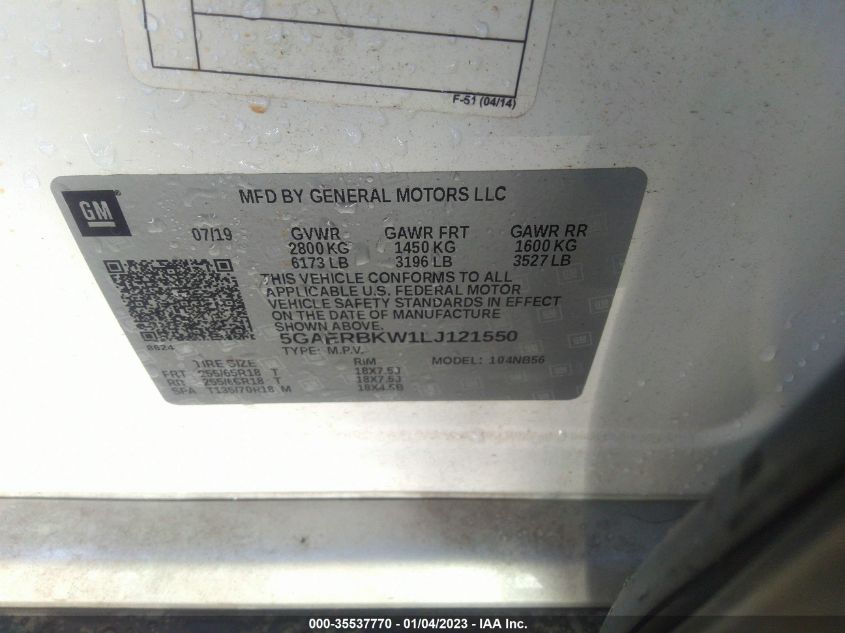 F-51 (04/14)
GM
MFD BY GENERAL MOTORS LLC
07/19 GVWR GAWR FRT GAWR RR
2800 KG 1450 KG 1600 KG
6173 LB 3196 LB 3527 LB
THIS VEHICLE CONFORMS TO ALL
APPLICABLE U.S. FEDERAL MOTOR
VEHICLE SAFETY STANDARDS IN EFFECT
ON THE DATE OF MANUFACTURE
SHOWN ABOVE. 5GAERBKW1LJ121550
8624 TYPE: M.P.V. MODEL: 104NB56
TIRE SIZE RIM
FRT 255/65R18 T 18X7.5J
RR 255/65R18 T 18X7.5J
SPA T135/70R18 M 18X4.5B
000-35537770 - 01/04/2023 - IAA Inc.